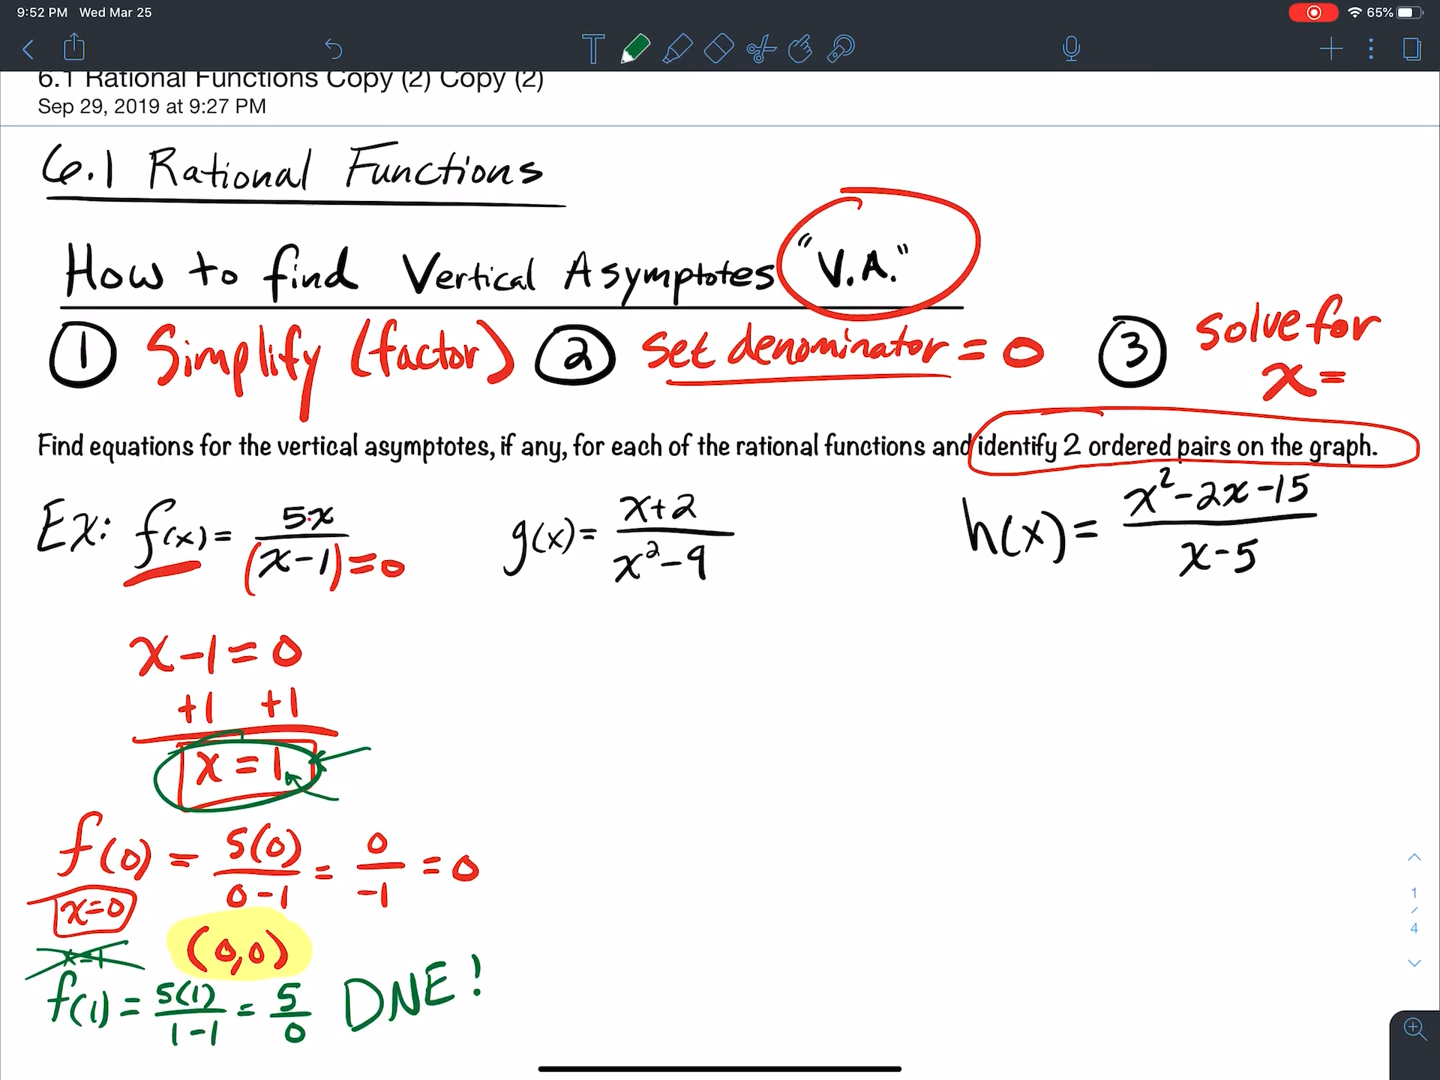 9:52 PM Wed Mar 25 65%
6.1 Rational Functions Copy (2) Copy (2)
Sep 29, 2019 at 9:27 PM
6.1 Rational Functions
How to find Vertical Asymptotes "V.A."
① Simplify (factor) ② Set denominator = 0 ③ Solve for x =
Find equations for the vertical asymptotes, if any, for each of the rational functions and identify 2 ordered pairs on the graph.
Ex: f(x) = 5·x / (x-1) = 0 g(x) = x+2 / x²-9 h(x) = x²-2x-15 / x-5
x-1 = 0
+1 +1
x = 1
f(0) = 5(0) / 0-1 = 0 / -1 = 0
x=0
(0,0)
x=1
f(1) = 5(1) / 1-1 = 5 / 0 DNE!
1 / 4